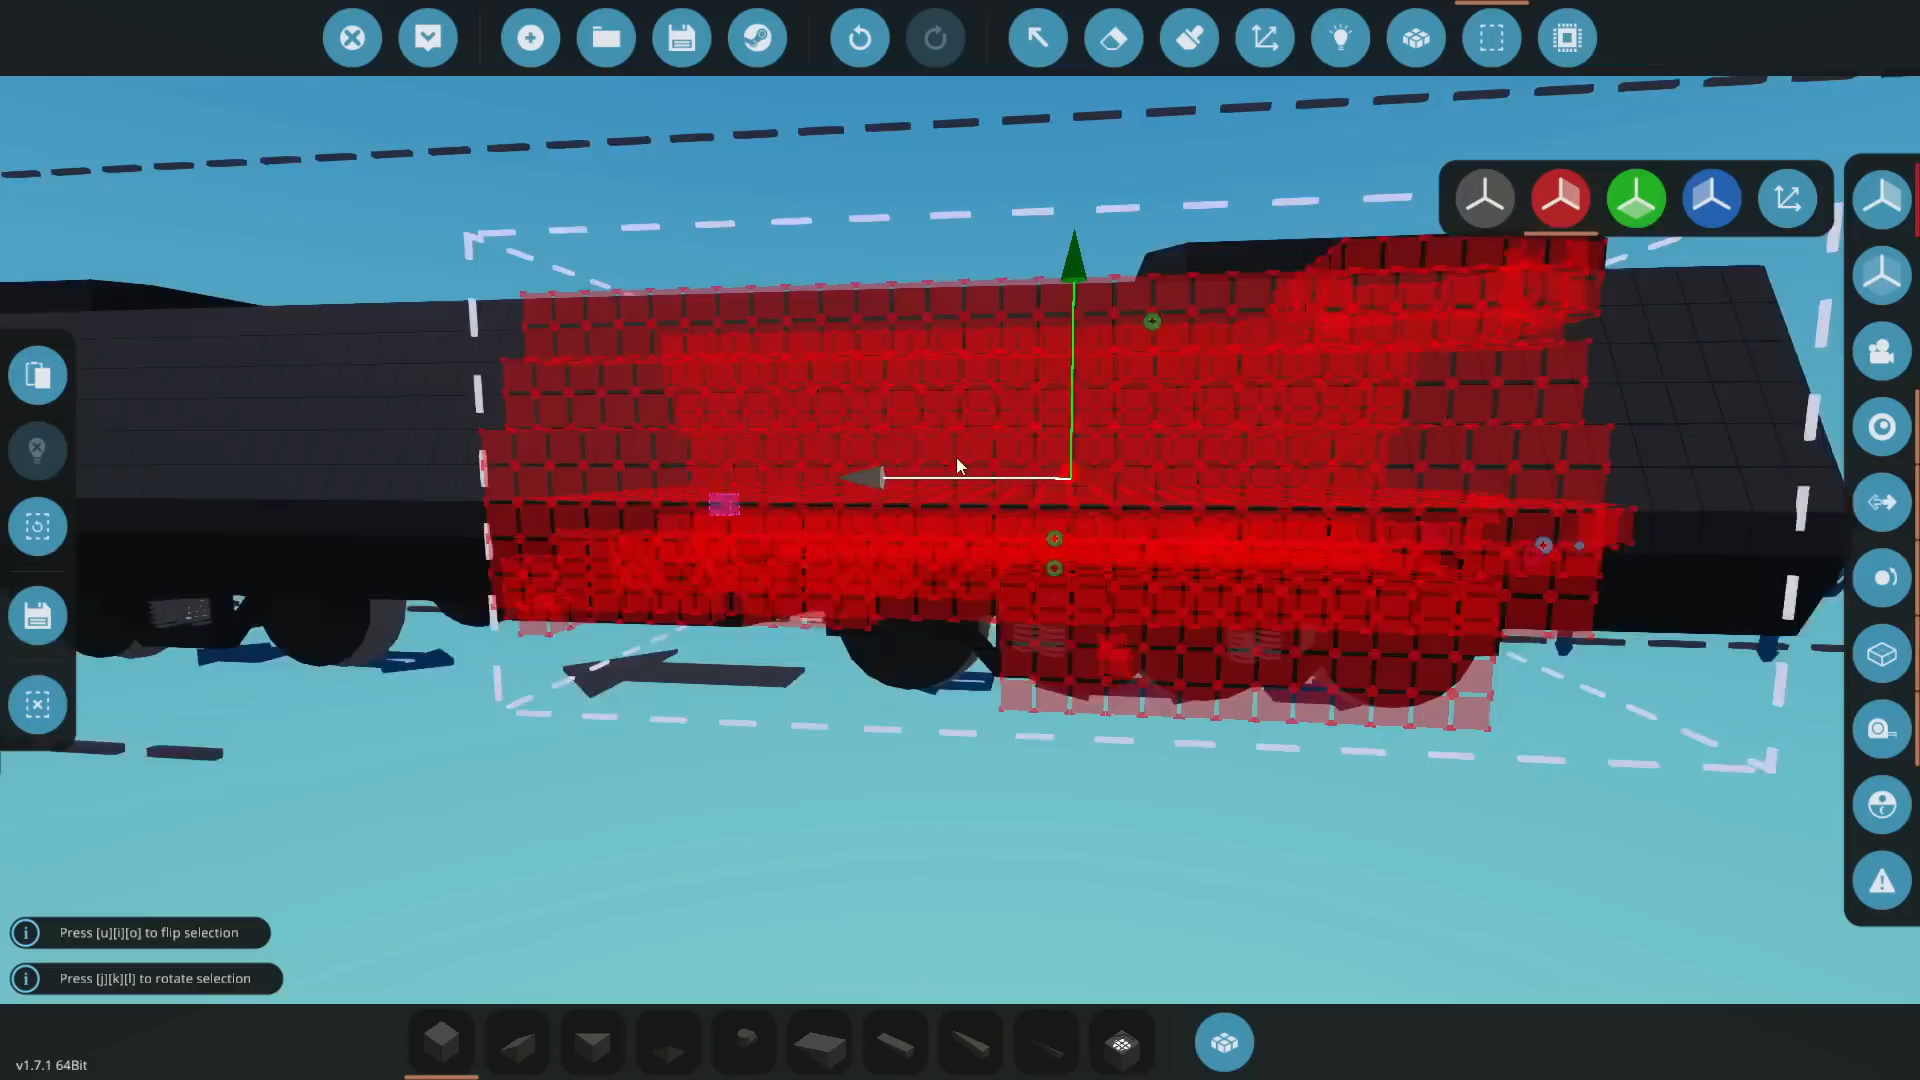 Press [u][i][o] to flip selection
Press [j][k][l] to rotate selection
v1.7.1 64Bit